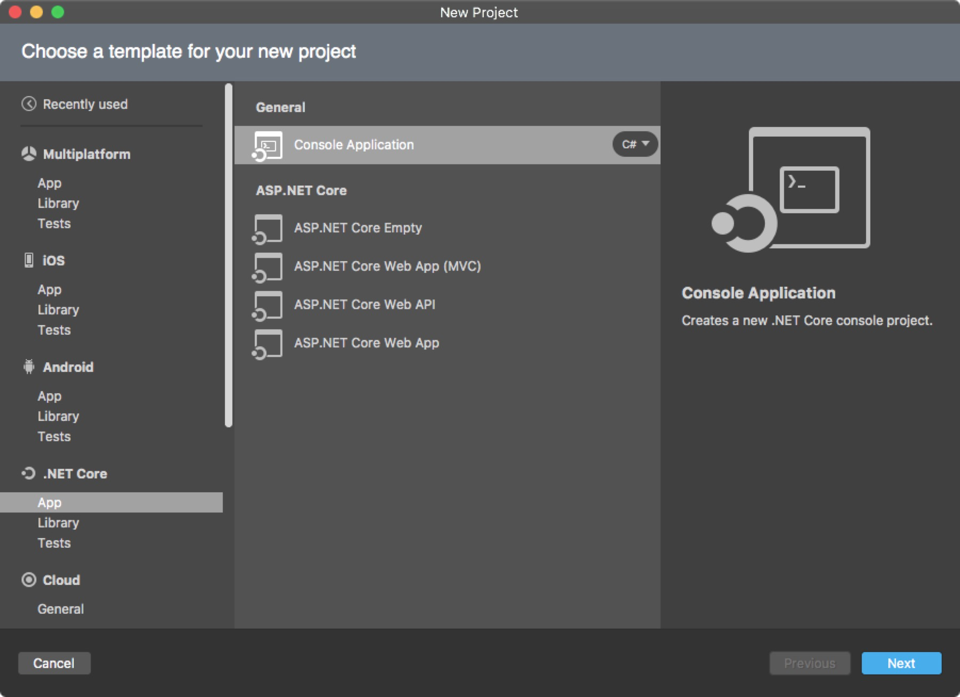 New Project
Choose a template for your new project
Recently used
Multiplatform
App
Library
Tests
iOS
App
Library
Tests
Android
App
Library
Tests
.NET Core
App
Library
Tests
Cloud
General
General
Console Application
C#
ASP.NET Core
ASP.NET Core Empty
ASP.NET Core Web App (MVC)
ASP.NET Core Web API
ASP.NET Core Web App
Console Application
Creates a new .NET Core console project.
Cancel
Previous
Next